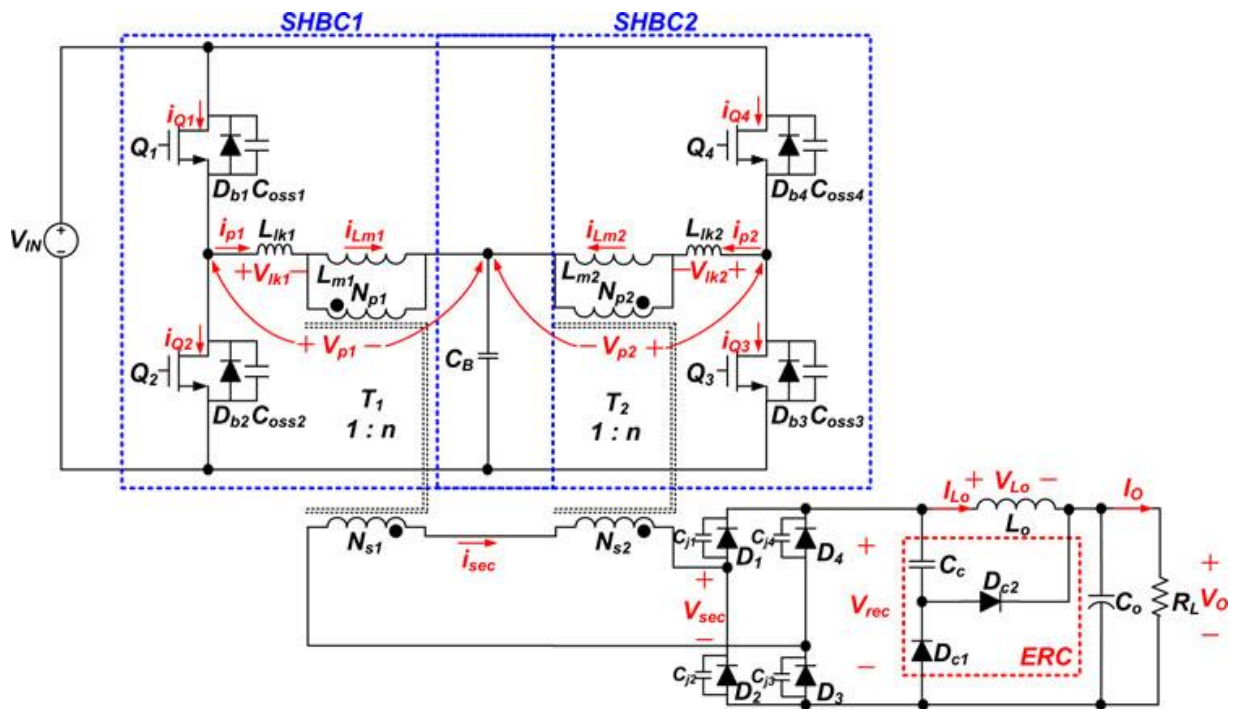 SHBC1 SHBC2
iQ1 iQ4
Q1 Q4
Db1 Coss1 Db4 Coss4
VIN + − ip1 Llk1 iLm1 iLm2 Llk2 ip2
+ Vlk1 − Lm1 Lm2 − Vlk2 +
Np1 Np2
iQ2 + Vp1 − − Vp2 + iQ3
Q2 CB Q3
Db2 Coss2 T1 T2 Db3 Coss3
1 : n 1 : n
ILo + VLo − IO
Lo
Ns1 Ns2 Cj1 D1 Cj4 D4
isec + Cc
Dc2
+ Vsec − Vrec Co RL + VO −
Dc1
−
Cj2 D2 Cj3 D3 ERC